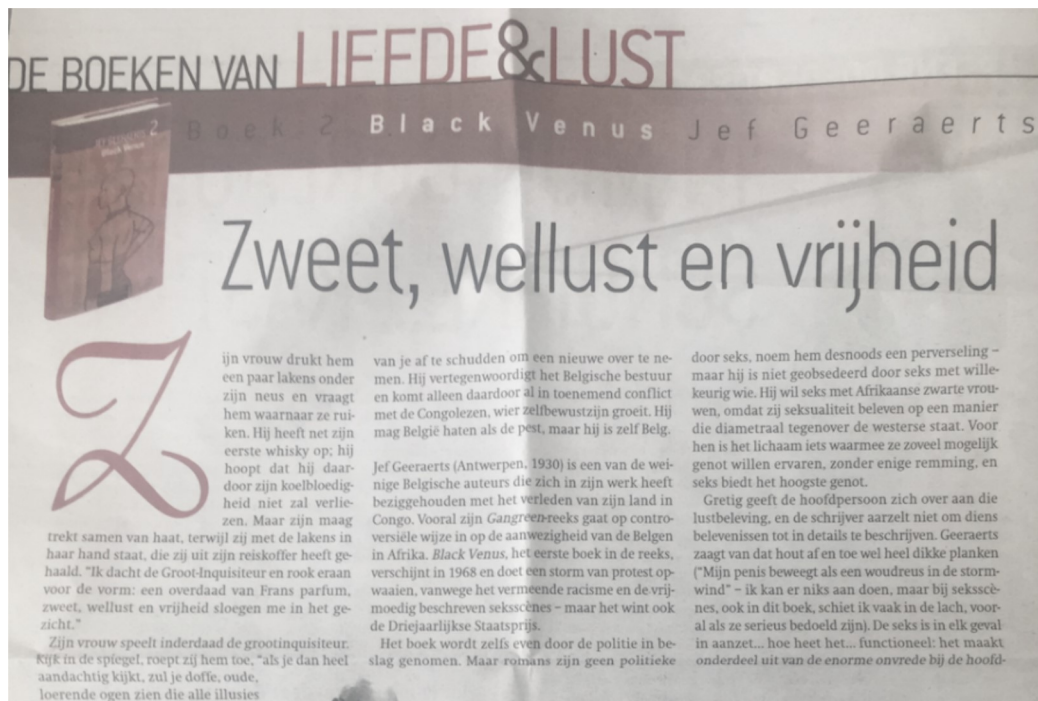 DE BOEKEN VAN LIEFDE&LUST
Boek 2 Black Venus Jef Geeraerts
2
Black Venus
Zweet, wellust en vrijheid
Zijn vrouw drukt hem
een paar lakens onder
zijn neus en vraagt
hem waarnaar ze rui-
ken. Hij heeft net zijn
eerste whisky op; hij
hoopt dat hij daar-
door zijn koelbloedig-
heid niet zal verlie-
zen. Maar zijn maag
trekt samen van haat, terwijl zij met de lakens in
haar hand staat, die zij uit zijn reiskoffer heeft ge-
haald. "Ik dacht de Groot-Inquisiteur en rook eraan
voor de vorm: een overdaad van Frans parfum,
zweet, wellust en vrijheid sloegen me in het ge-
zicht."
Zijn vrouw speelt inderdaad de grootinquisiteur.
Kijk in de spiegel, roept zij hem toe, "als je dan heel
aandachtig kijkt, zul je doffe, oude,
loerende ogen zien die alle illusies
van je af te schudden om een nieuwe over te ne-
men. Hij vertegenwoordigt het Belgische bestuur
en komt alleen daardoor al in toenemend conflict
met de Congolezen, wier zelfbewustzijn groeit. Hij
mag België haten als de pest, maar hij is zelf Belg.
Jef Geeraerts (Antwerpen, 1930) is een van de wei-
nige Belgische auteurs die zich in zijn werk heeft
beziggehouden met het verleden van zijn land in
Congo. Vooral zijn Gangreen-reeks gaat op contro-
versiële wijze in op de aanwezigheid van de Belgen
in Afrika. Black Venus, het eerste boek in de reeks,
verschijnt in 1968 en doet een storm van protest op-
waaien, vanwege het vermeende racisme en de vrij-
moedig beschreven seksscènes – maar het wint ook
de Driejaarlijkse Staatsprijs.
Het boek wordt zelfs even door de politie in be-
slag genomen. Maar romans zijn geen politieke
door seks, noem hem desnoods een perverseling –
maar hij is niet geobsedeerd door seks met wille-
keurig wie. Hij wil seks met Afrikaanse zwarte vrou-
wen, omdat zij seksualiteit beleven op een manier
die diametraal tegenover de westerse staat. Voor
hen is het lichaam iets waarmee ze zoveel mogelijk
genot willen ervaren, zonder enige remming, en
seks biedt het hoogste genot.
Gretig geeft de hoofdpersoon zich over aan die
lustbeleving, en de schrijver aarzelt niet om diens
belevenissen tot in details te beschrijven. Geeraerts
zaagt van dat hout af en toe wel heel dikke planken
("Mijn penis beweegt als een woudreus in de storm-
wind" – ik kan er niks aan doen, maar bij seksscè-
nes, ook in dit boek, schiet ik vaak in de lach, voor-
al als ze serieus bedoeld zijn). De seks is in elk geval
in aanzet... hoe heet het... functioneel: het maakt
onderdeel uit van de enorme onvrede bij de hoofd-